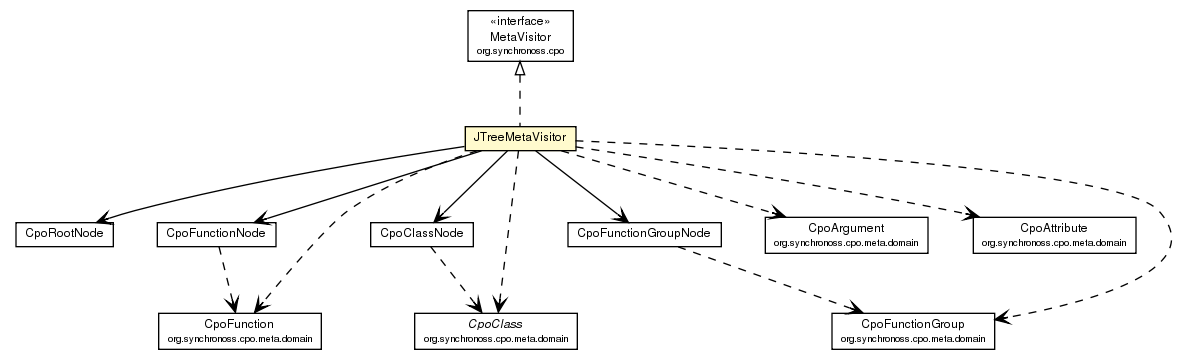 «interface»
MetaVisitor
org.synchronoss.cpo
JTreeMetaVisitor
CpoRootNode
CpoFunctionNode
CpoClassNode
CpoFunctionGroupNode
CpoArgument
org.synchronoss.cpo.meta.domain
CpoAttribute
org.synchronoss.cpo.meta.domain
CpoFunction
org.synchronoss.cpo.meta.domain
CpoClass
org.synchronoss.cpo.meta.domain
CpoFunctionGroup
org.synchronoss.cpo.meta.domain